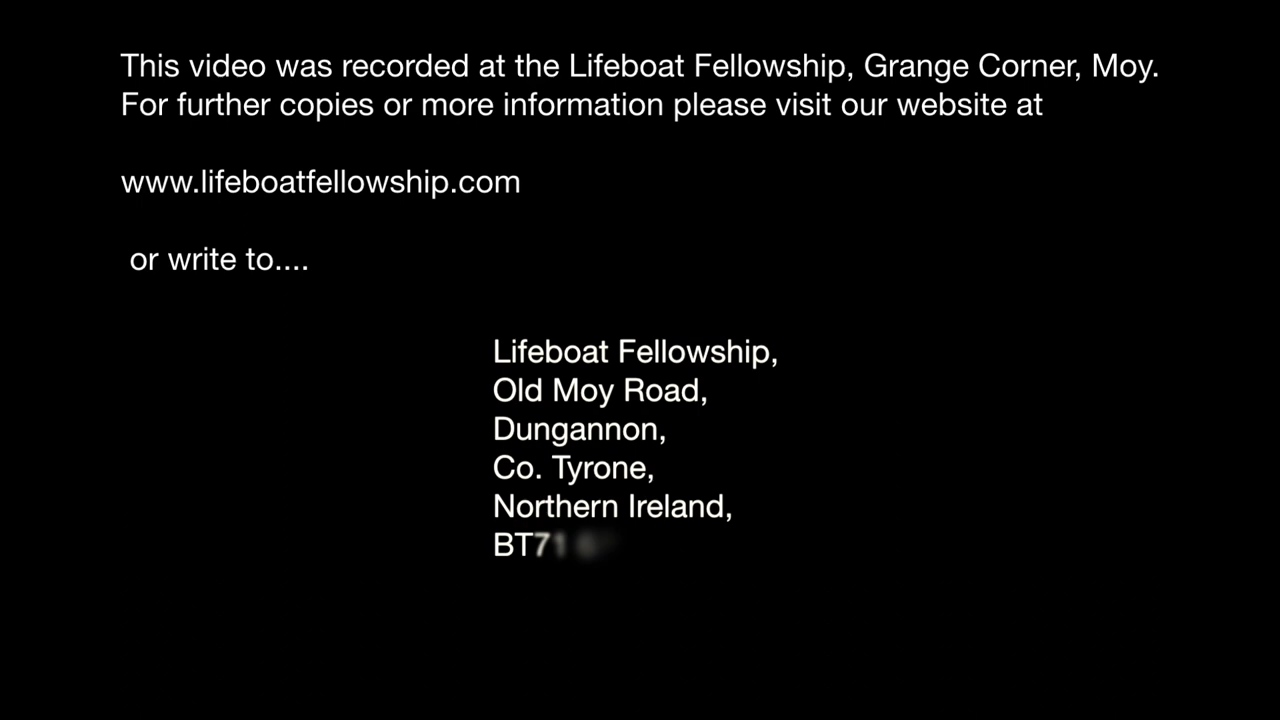 This video was recorded at the Lifeboat Fellowship, Grange Corner, Moy.
For further copies or more information please visit our website at
www.lifeboatfellowship.com
or write to....
Lifeboat Fellowship,
Old Moy Road,
Dungannon,
Co. Tyrone,
Northern Ireland,
BT71